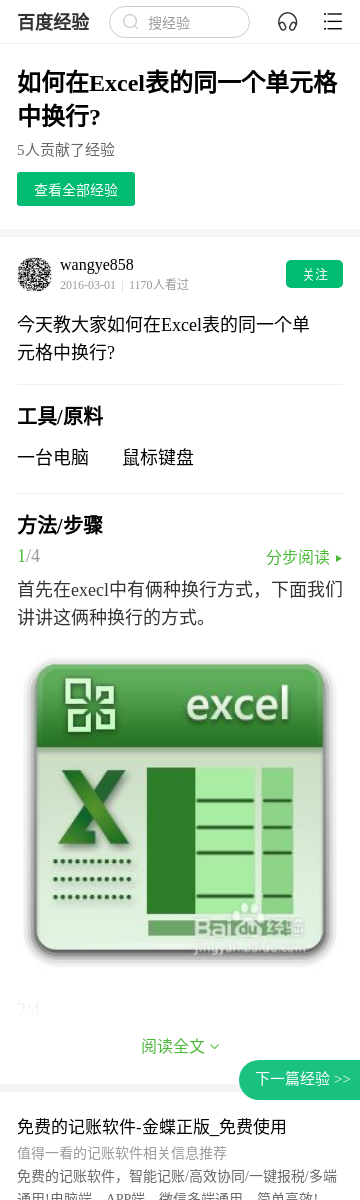 百度经验
搜经验
如何在Excel表的同一个单元格
中换行?
5人贡献了经验
查看全部经验
wangye858
2016-03-01 | 1170人看过
关注
今天教大家如何在Excel表的同一个单
元格中换行?
工具/原料
一台电脑 鼠标键盘
方法/步骤
1/4
分步阅读
首先在execl中有俩种换行方式，下面我们
讲讲这俩种换行的方式。
excel
Baidu 经验
jingyan.baidu.com
2/4
阅读全文
下一篇经验 >>
免费的记账软件-金蝶正版_免费使用
值得一看的记账软件相关信息推荐
免费的记账软件，智能记账/高效协同/一键报税/多端
适用!电脑端、APP端、微信多端通用，简单高效!